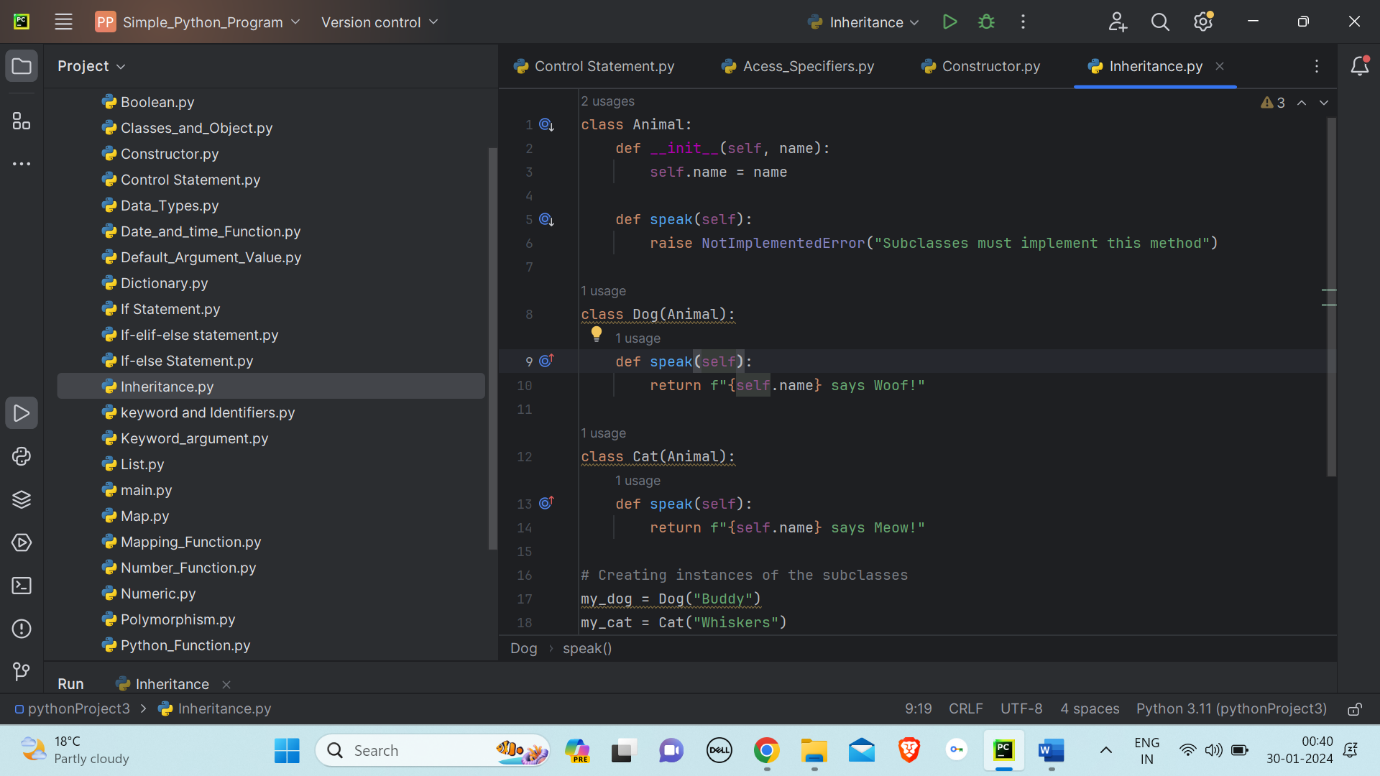 PC PP Simple_Python_Program Version control Inheritance
Project
Boolean.py
Classes_and_Object.py
Constructor.py
Control Statement.py
Data_Types.py
Date_and_time_Function.py
Default_Argument_Value.py
Dictionary.py
If Statement.py
If-elif-else statement.py
If-else Statement.py
Inheritance.py
keyword and Identifiers.py
Keyword_argument.py
List.py
main.py
Map.py
Mapping_Function.py
Number_Function.py
Numeric.py
Polymorphism.py
Python_Function.py
Control Statement.py Acess_Specifiers.py Constructor.py Inheritance.py
2 usages 3
1 class Animal:
2 def __init__(self, name):
3 self.name = name
4
5 def speak(self):
6 raise NotImplementedError("Subclasses must implement this method")
7
1 usage
8 class Dog(Animal):
1 usage
9 def speak(self):
10 return f"{self.name} says Woof!"
11
1 usage
12 class Cat(Animal):
1 usage
13 def speak(self):
14 return f"{self.name} says Meow!"
15
16 # Creating instances of the subclasses
17 my_dog = Dog("Buddy")
18 my_cat = Cat("Whiskers")
Dog › speak()
Run Inheritance
pythonProject3 > Inheritance.py 9:19 CRLF UTF-8 4 spaces Python 3.11 (pythonProject3)
18°C
Partly cloudy
Search
PRE
DELL
PC
W
ENG
IN
00:40
30-01-2024